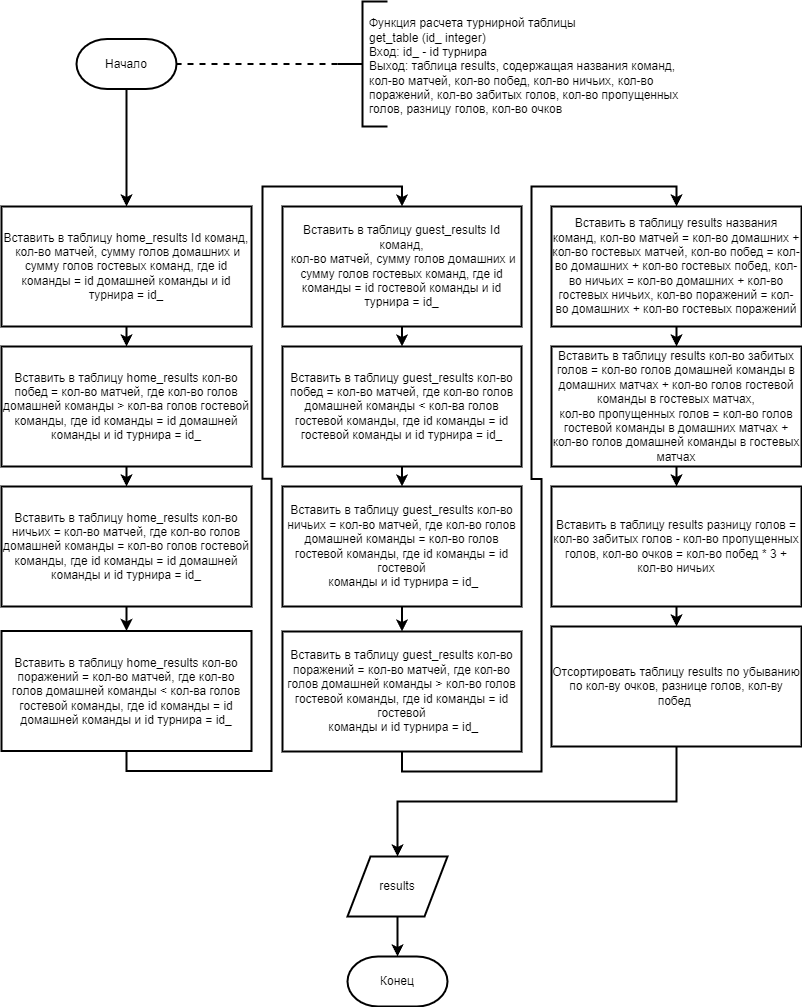 Функция расчета турнирной таблицы
get_table (id_ integer)
Вход: id_ - id турнира
Выход: таблица results, содержащая названия команд,
кол-во матчей, кол-во побед, кол-во ничьих, кол-во
поражений, кол-во забитых голов, кол-во пропущенных
голов, разницу голов, кол-во очков
Начало
Вставить в таблицу home_results Id команд,
кол-во матчей, сумму голов домашних и
сумму голов гостевых команд, где id
команды = id домашней команды и id
турнира = id_
Вставить в таблицу home_results кол-во
побед = кол-во матчей, где кол-во голов
домашней команды > кол-ва голов гостевой
команды, где id команды = id домашней
команды и id турнира = id_
Вставить в таблицу home_results кол-во
ничьих = кол-во матчей, где кол-во голов
домашней команды = кол-во голов гостевой
команды, где id команды = id домашней
команды и id турнира = id_
Вставить в таблицу home_results кол-во
поражений = кол-во матчей, где кол-во
голов домашней команды < кол-ва голов
гостевой команды, где id команды = id
домашней команды и id турнира = id_
Вставить в таблицу guest_results Id
команд,
кол-во матчей, сумму голов домашних и
сумму голов гостевых команд, где id
команды = id гостевой команды и id
турнира = id_
Вставить в таблицу guest_results кол-во
побед = кол-во матчей, где кол-во голов
домашней команды < кол-ва голов
гостевой команды, где id команды = id
гостевой команды и id турнира = id_
Вставить в таблицу guest_results кол-во
ничьих = кол-во матчей, где кол-во голов
домашней команды = кол-во голов
гостевой команды, где id команды = id
гостевой
команды и id турнира = id_
Вставить в таблицу guest_results кол-во
поражений = кол-во матчей, где кол-во
голов домашней команды > кол-во голов
гостевой команды, где id команды = id
гостевой
команды и id турнира = id_
Вставить в таблицу results названия
команд, кол-во матчей = кол-во домашних +
кол-во гостевых матчей, кол-во побед = кол-
во домашних + кол-во гостевых побед, кол-
во ничьих = кол-во домашних + кол-во
гостевых ничьих, кол-во поражений = кол-
во домашних + кол-во гостевых поражений
Вставить в таблицу results кол-во забитых
голов = кол-во голов домашней команды в
домашних матчах + кол-во голов гостевой
команды в гостевых матчах,
кол-во пропущенных голов = кол-во голов
гостевой команды в домашних матчах +
кол-во голов домашней команды в гостевых
матчах
Вставить в таблицу results разницу голов =
кол-во забитых голов - кол-во пропущенных
голов, кол-во очков = кол-во побед * 3 +
кол-во ничьих
Отсортировать таблицу results по убыванию
по кол-ву очков, разнице голов, кол-ву
побед
results
Конец